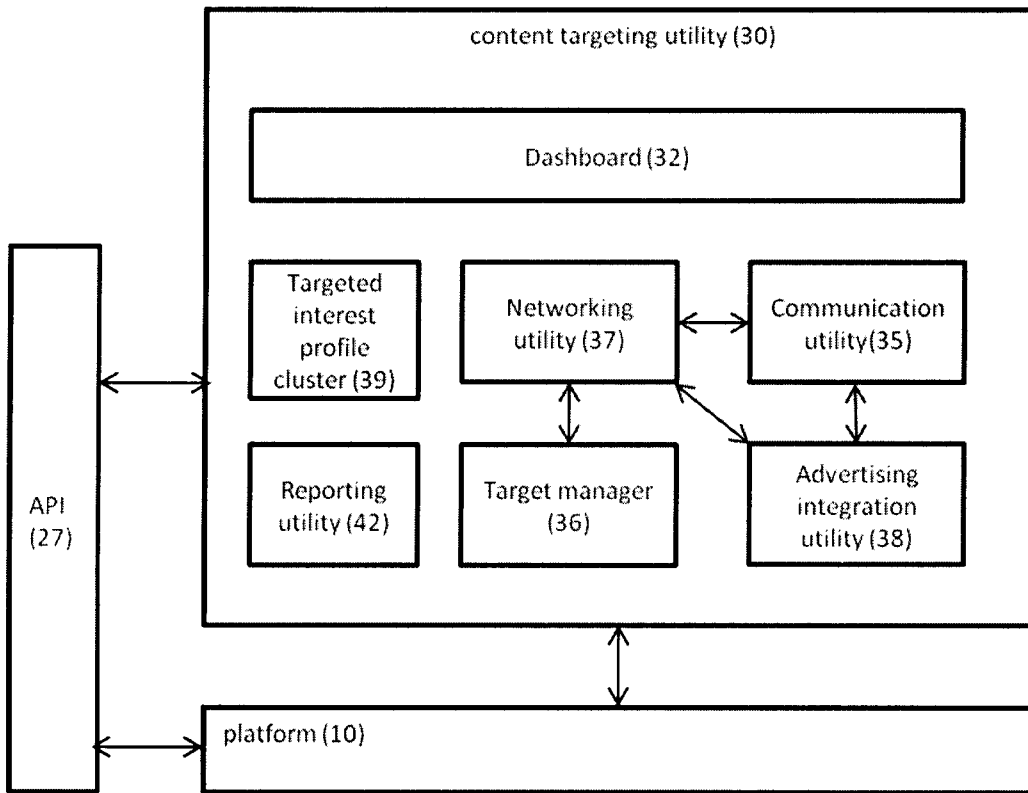 content targeting utility (30)
Dashboard (32)
Targeted
interest
profile
cluster (39)
Networking
utility (37)
Communication
utility(35)
Reporting
utility (42)
Target manager
(36)
Advertising
integration
utility (38)
API
(27)
platform (10)